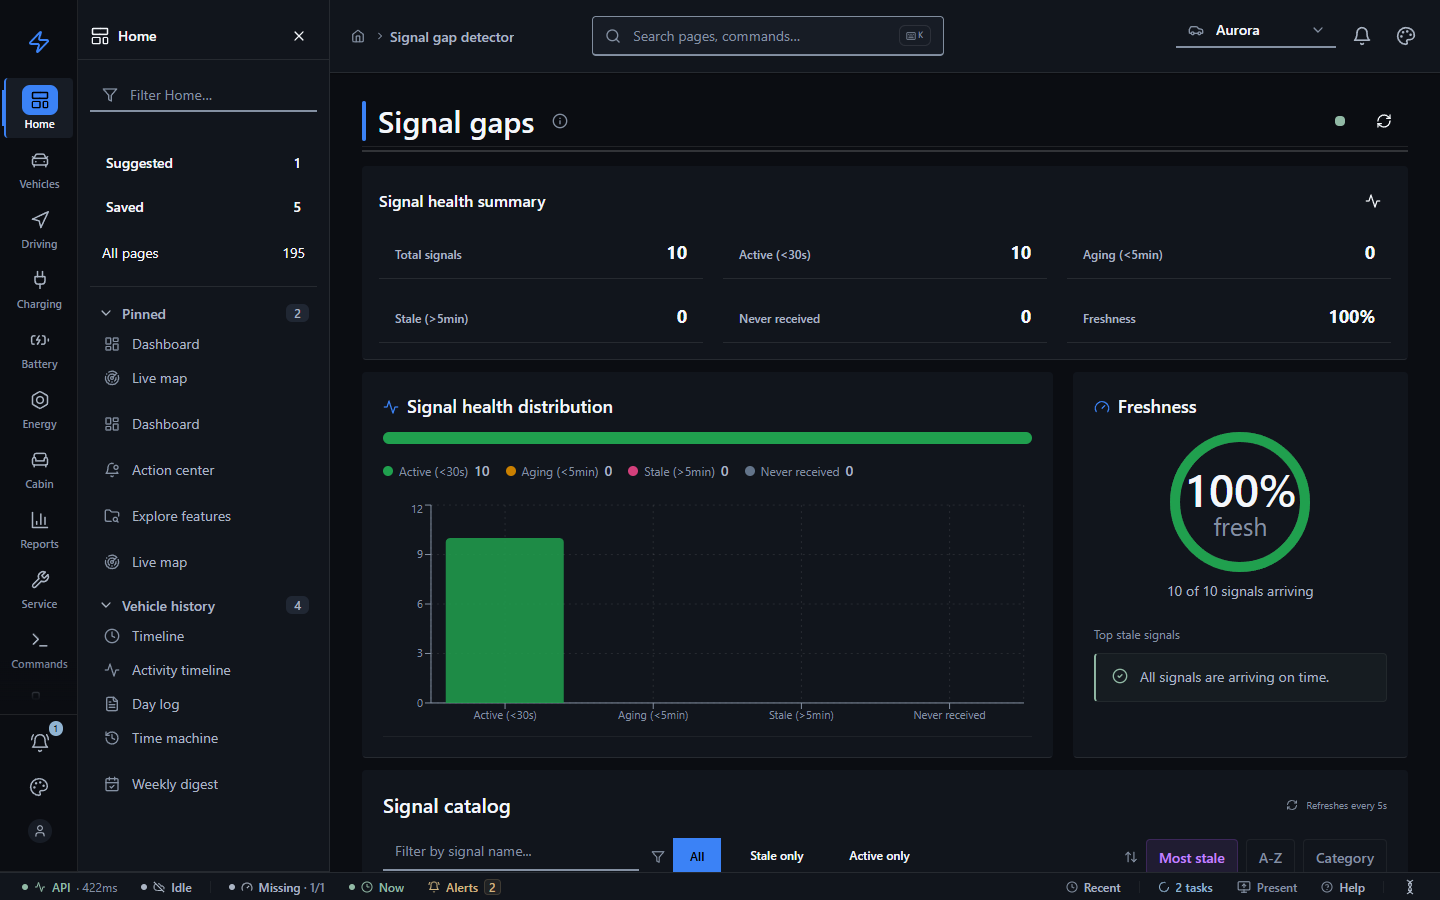 Home
Vehicles
Driving
Charging
Battery
Energy
Cabin
Reports
Service
Commands
1
Home
Filter Home...
Suggested 1
Saved 5
All pages 195
Pinned 2
Dashboard
Live map
Dashboard
Action center
Explore features
Live map
Vehicle history 4
Timeline
Activity timeline
Day log
Time machine
Weekly digest
Signal gap detector
Search pages, commands...
K
Aurora
Signal gaps
Signal health summary
Total signals 10
Active (<30s) 10
Aging (<5min) 0
Stale (>5min) 0
Never received 0
Freshness 100%
Signal health distribution
Active (<30s) 10 Aging (<5min) 0 Stale (>5min) 0 Never received 0
12
9
6
3
0
Active (<30s) Aging (<5min) Stale (>5min) Never received
Freshness
100%
fresh
10 of 10 signals arriving
Top stale signals
All signals are arriving on time.
Signal catalog
Refreshes every 5s
Filter by signal name...
All
Stale only
Active only
Most stale
A-Z
Category
API · 422ms
Idle
Missing · 1/1
Now
Alerts 2
Recent
2 tasks
Present
Help